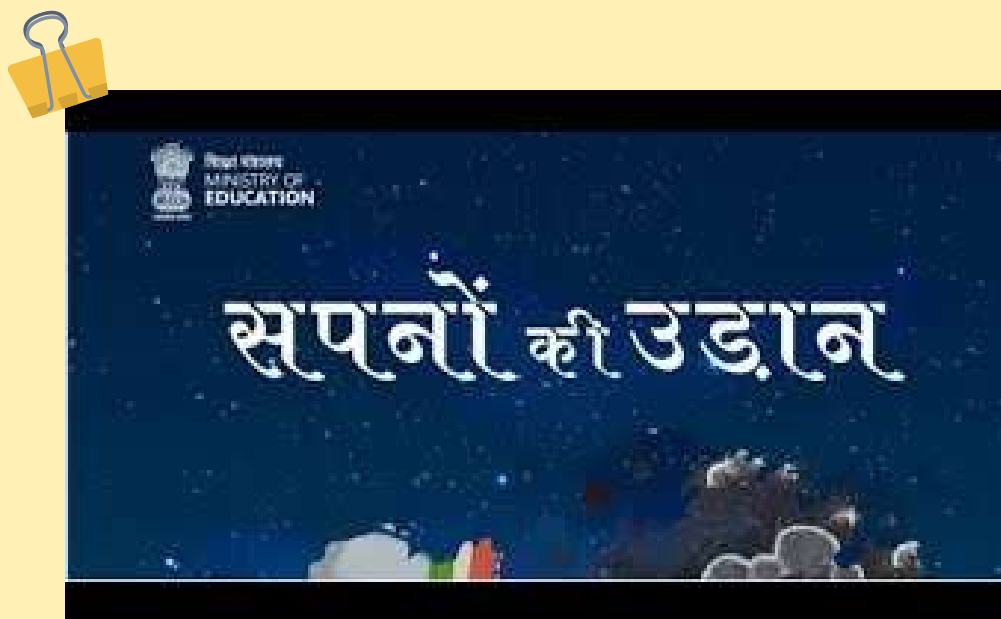 शिक्षा मंत्रालय
MINISTRY OF
EDUCATION
सपनों की उड़ान